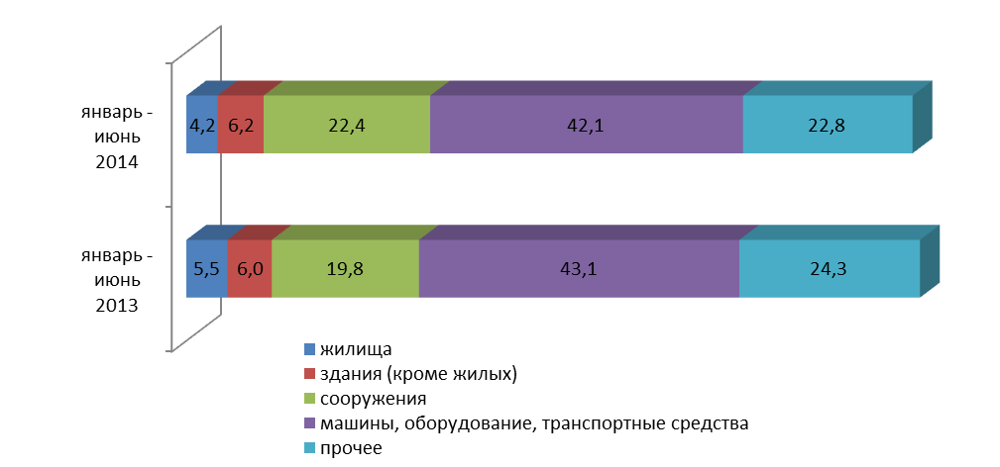 январь -
июнь
2014
4,2
6,2
22,4
42,1
22,8
январь -
июнь
2013
5,5
6,0
19,8
43,1
24,3
жилища
здания (кроме жилых)
сооружения
машины, оборудование, транспортные средства
прочее